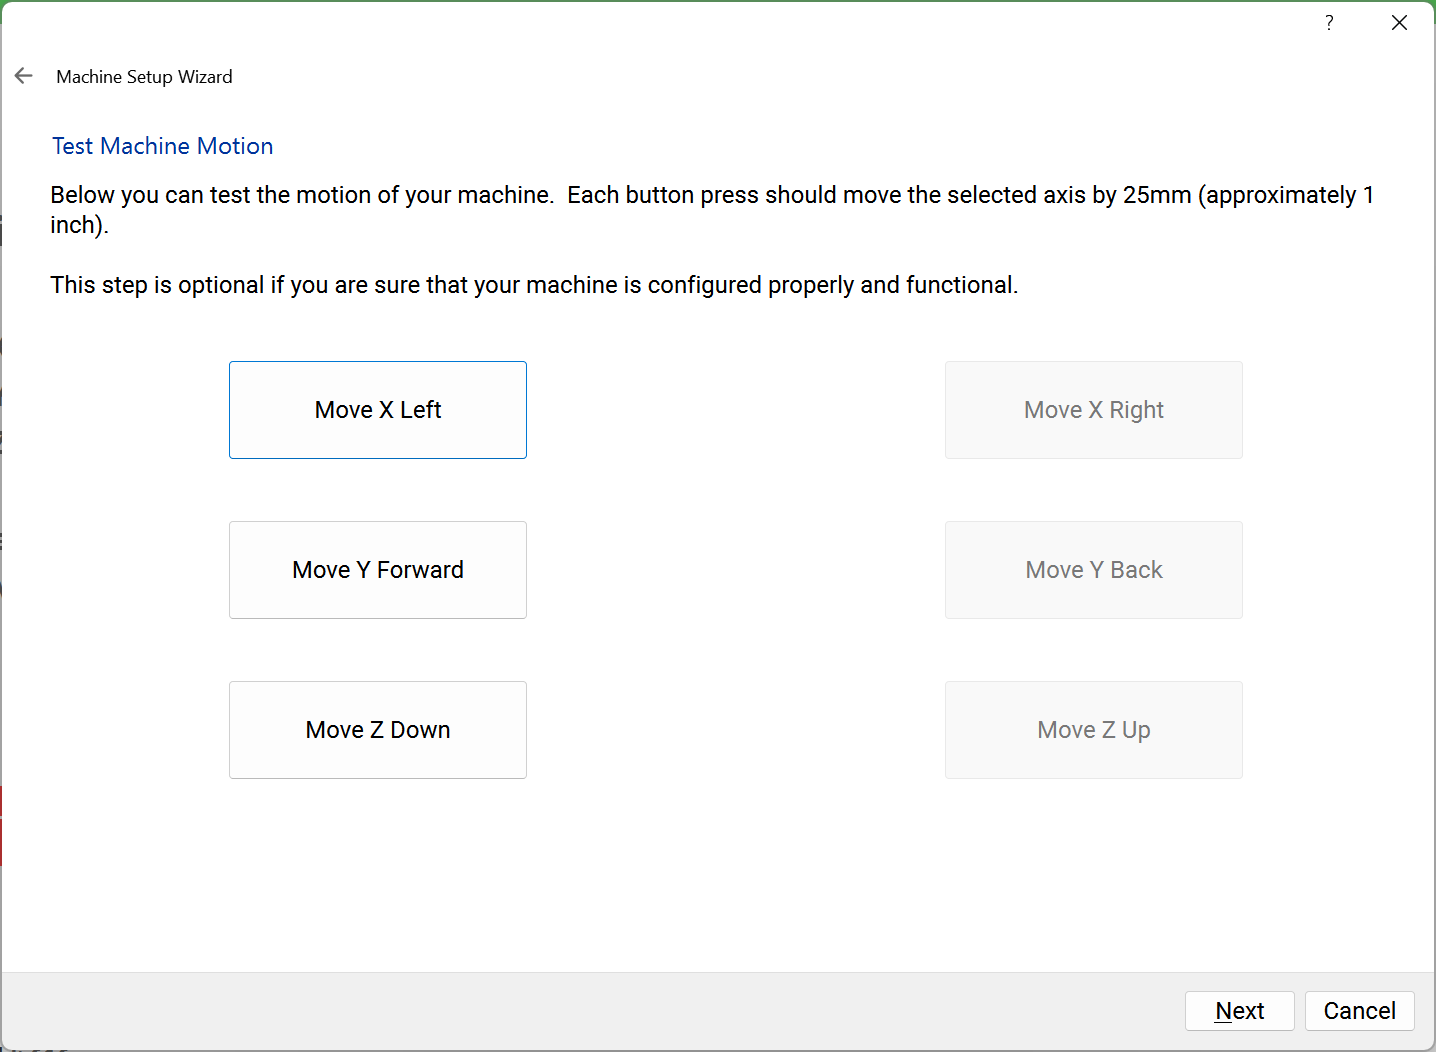 ?
Machine Setup Wizard
Test Machine Motion
Below you can test the motion of your machine.  Each button press should move the selected axis by 25mm (approximately 1
inch).
This step is optional if you are sure that your machine is configured properly and functional.
Move X Left
Move X Right
Move Y Forward
Move Y Back
Move Z Down
Move Z Up
Next
Cancel